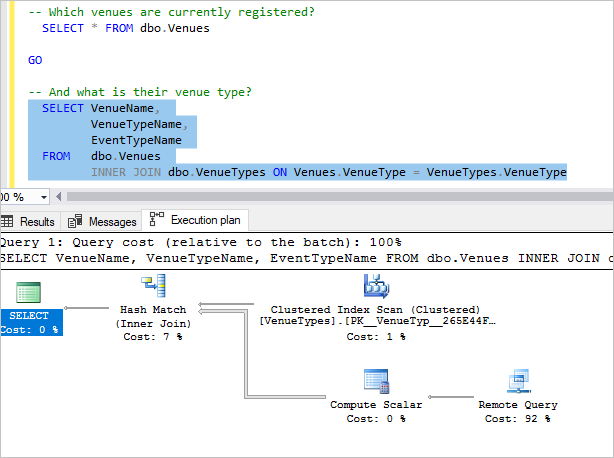 -- Which venues are currently registered?
SELECT * FROM dbo.Venues
GO
-- And what is their venue type?
SELECT VenueName,
VenueTypeName,
EventTypeName
FROM dbo.Venues
INNER JOIN dbo.VenueTypes ON Venues.VenueType = VenueTypes.VenueType
00 %
Results Messages Execution plan
Query 1: Query cost (relative to the batch): 100%
SELECT VenueName, VenueTypeName, EventTypeName FROM dbo.Venues INNER JOIN d
SELECT
Cost: 0 %
Hash Match
(Inner Join)
Cost: 7 %
Clustered Index Scan (Clustered)
[VenueTypes].[PK__VenueTyp__265E44F…
Cost: 1 %
Compute Scalar
Cost: 0 %
Remote Query
Cost: 92 %